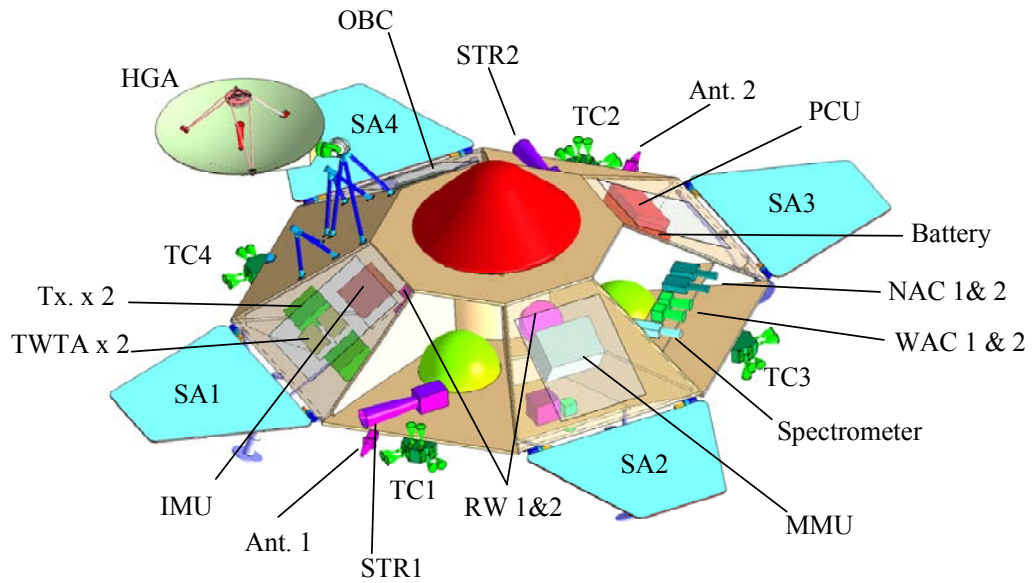 OBC
STR2
HGA
Ant. 2
TC2
PCU
SA4
SA3
Battery
TC4
NAC 1& 2
Tx. x 2
WAC 1 & 2
TWTA x 2
TC3
SA1
Spectrometer
SA2
TC1
IMU
RW 1&2
MMU
Ant. 1
STR1